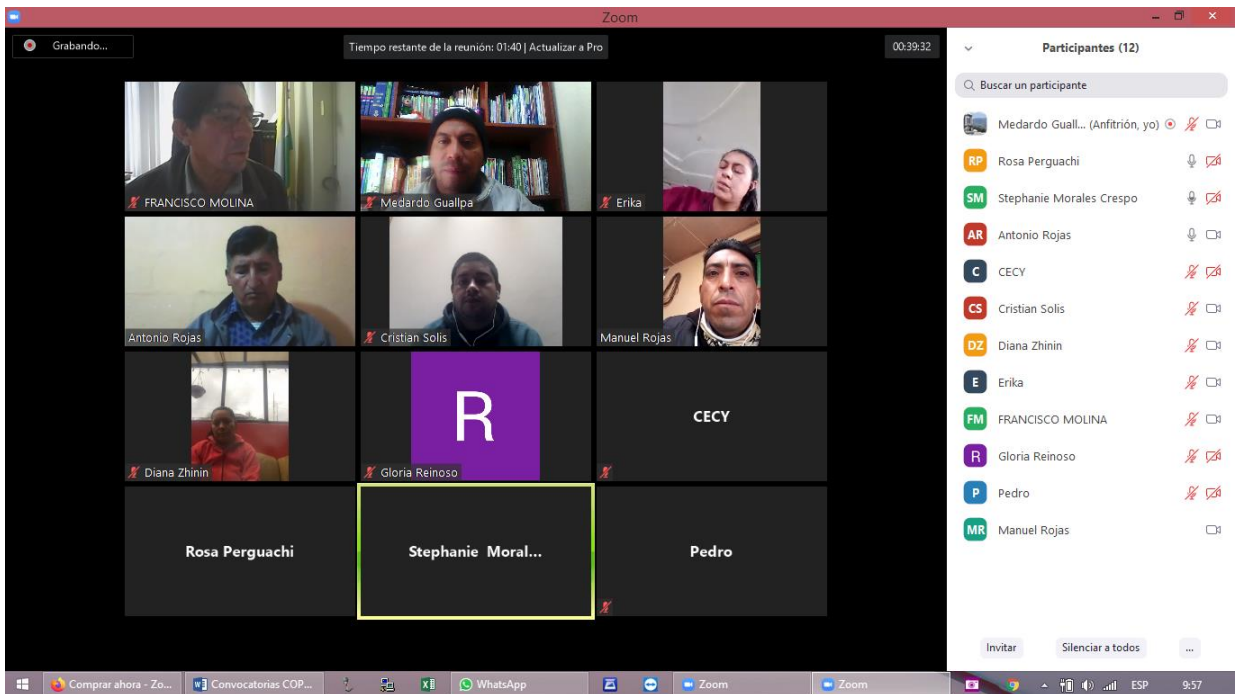 Zoom
Grabando...
Tiempo restante de la reunión: 01:40 | Actualizar a Pro
00:39:32
FRANCISCO MOLINA
Medardo Guallpa
Erika
Antonio Rojas
Cristian Solis
Manuel Rojas
Diana Zhinin
R
Gloria Reinoso
CECY
Rosa Perguachi
Stephanie Moral...
Pedro
Participantes (12)
Buscar un participante
Medardo Guall... (Anfitrión, yo)
RP Rosa Perguachi
SM Stephanie Morales Crespo
AR Antonio Rojas
C CECY
CS Cristian Solis
DZ Diana Zhinin
E Erika
FM FRANCISCO MOLINA
R Gloria Reinoso
P Pedro
MR Manuel Rojas
Invitar Silenciar a todos ...
Comprar ahora - Zo... Convocatorias COP... WhatsApp Zoom Zoom ESP 9:57